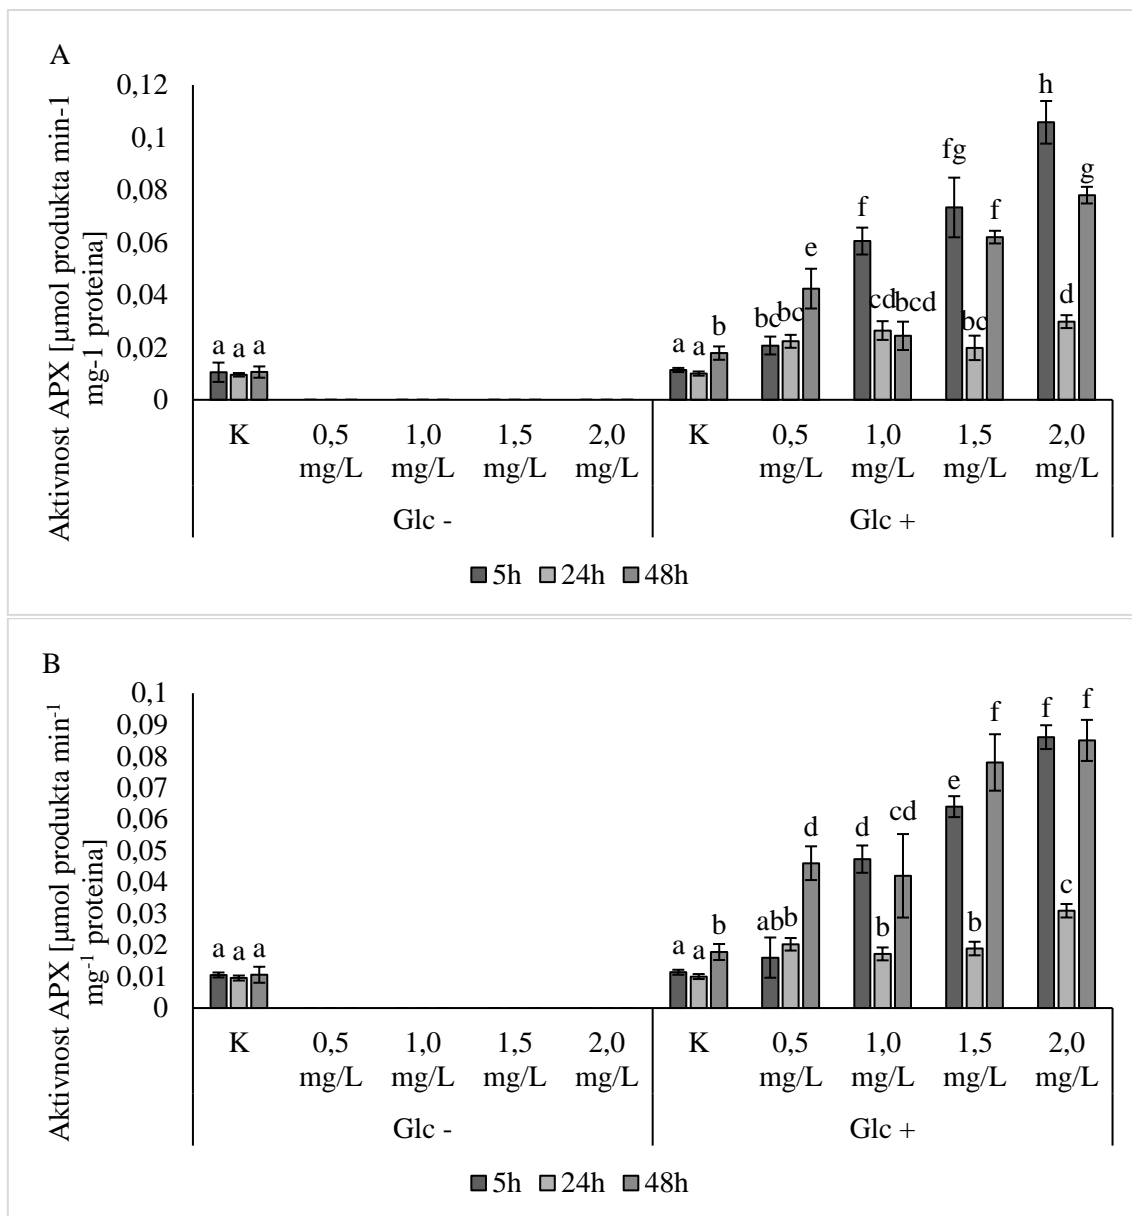 A
Aktivnost APX [µmol produkta min-1
mg-1 proteina]
0,12
0,1
0,08
0,06
0,04
0,02
0
a a a
a a b
bc bc e
f cd bcd
fg bc f
h d g
K 0,5 1,0 1,5 2,0 K 0,5 1,0 1,5 2,0
mg/L mg/L mg/L mg/L mg/L mg/L mg/L mg/L
Glc - Glc +
5h 24h 48h
B
Aktivnost APX [µmol produkta min⁻¹
mg⁻¹ proteina]
0,1
0,09
0,08
0,07
0,06
0,05
0,04
0,03
0,02
0,01
0
a a a
a a b
ab b d
d b cd
e b f
f c f
K 0,5 1,0 1,5 2,0 K 0,5 1,0 1,5 2,0
mg/L mg/L mg/L mg/L mg/L mg/L mg/L mg/L
Glc - Glc +
5h 24h 48h